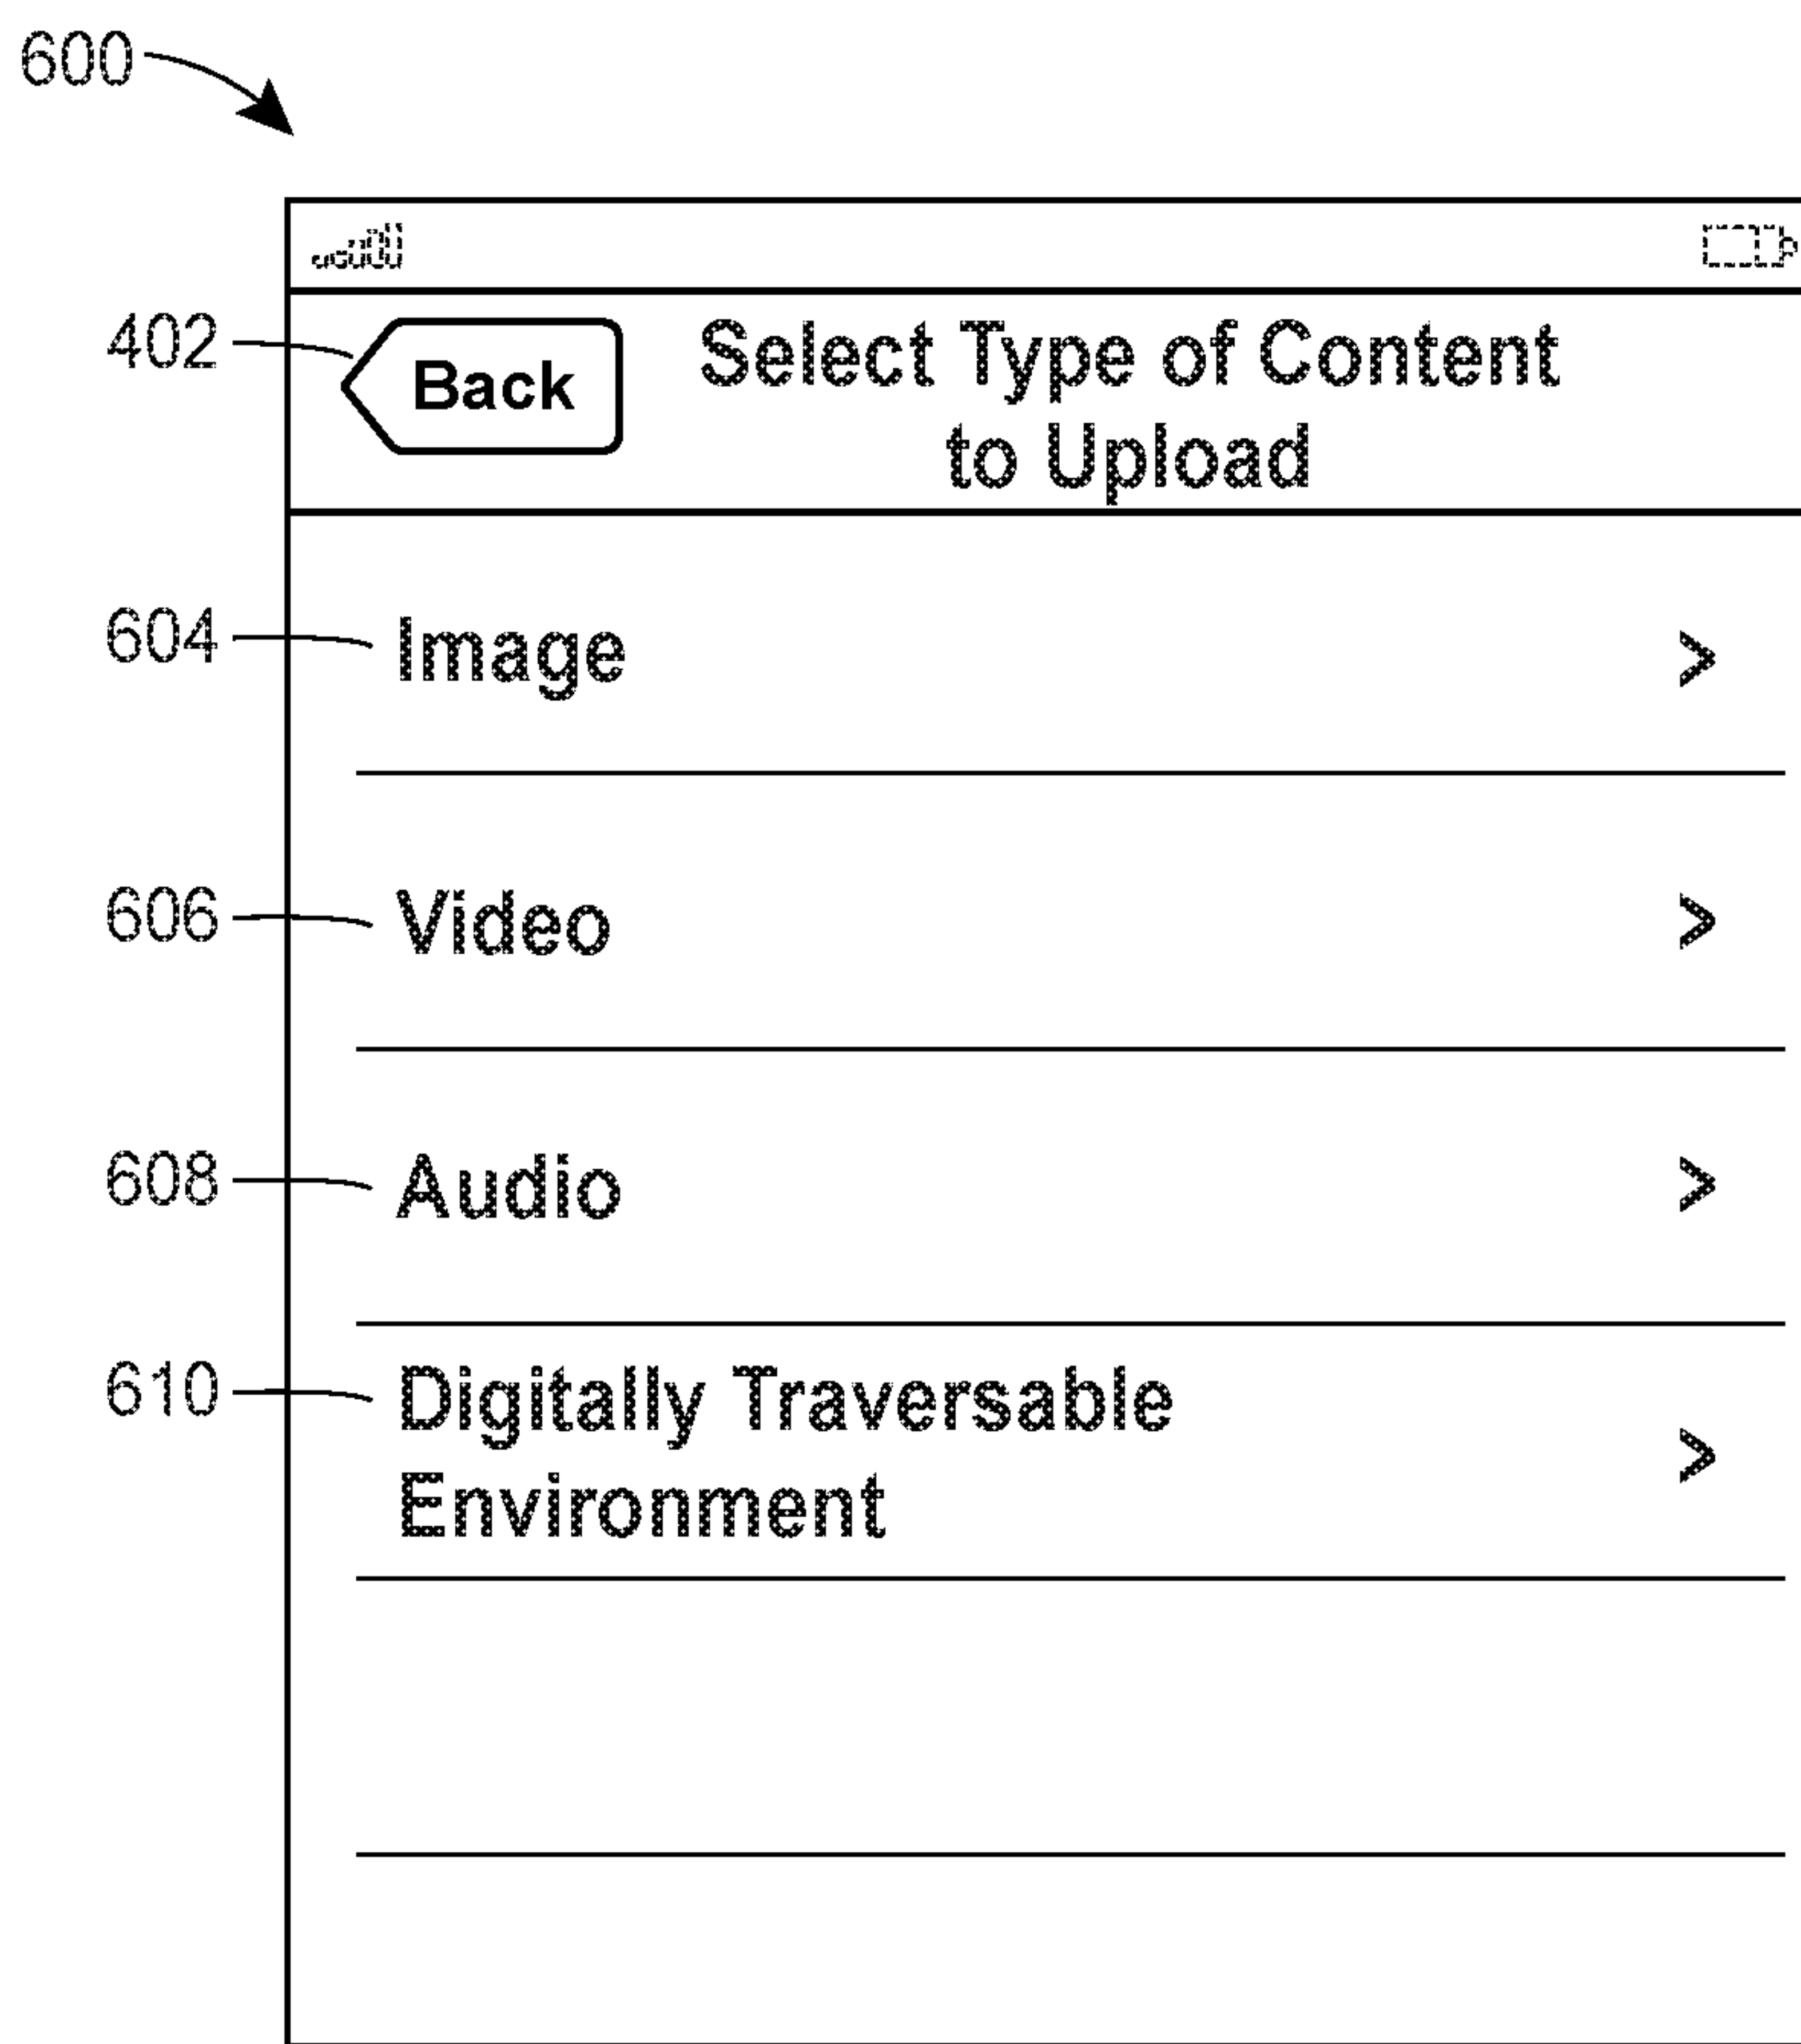 600
402
Back
Select Type of Content
to Upload
604
Image
>
606
Video
>
608
Audio
>
610
Digitally Traversable
Environment
>